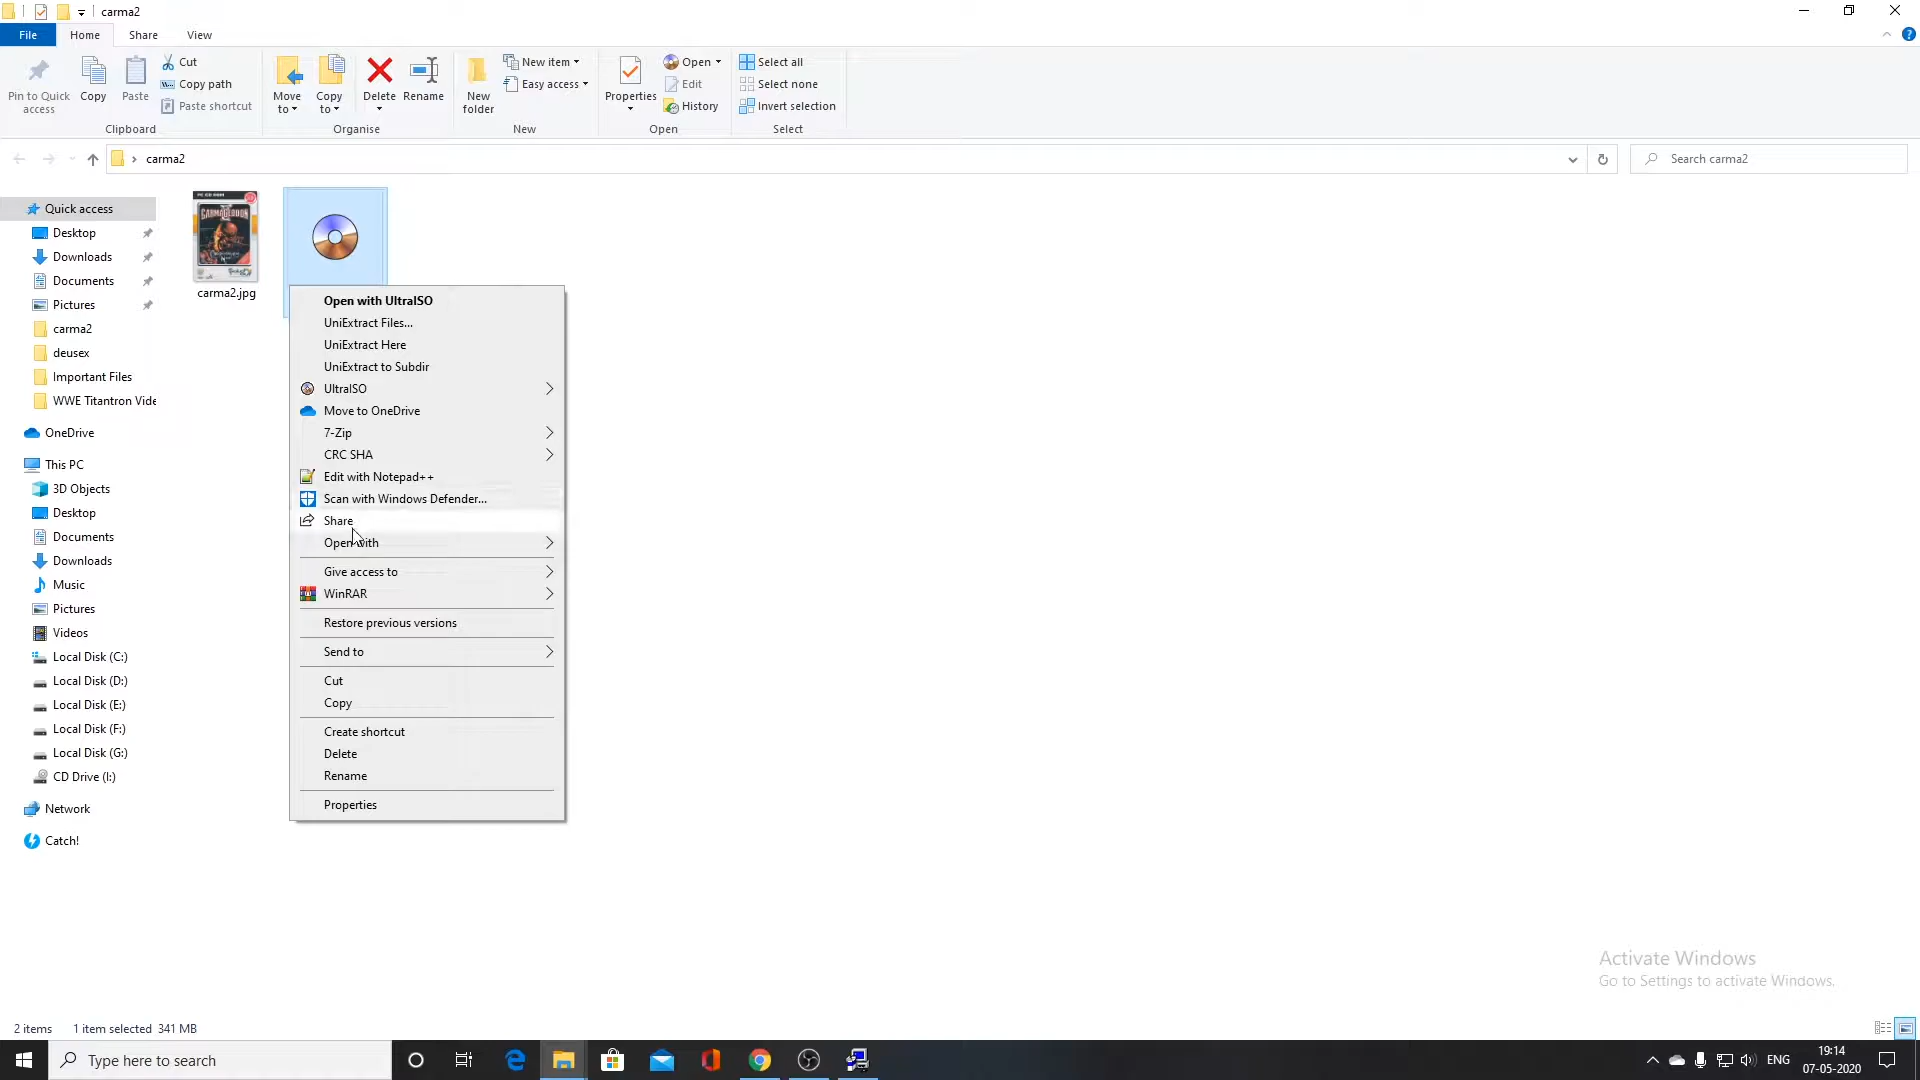 carma2
File Home Share View
Pin to Quick access
Copy
Paste
Cut
Copy path
Paste shortcut
Clipboard
Move to
Copy to
Delete
Rename
Organise
New folder
New item
Easy access
New
Properties
Open
Edit
History
Open
Select all
Select none
Invert selection
Select
carma2
Search carma2
Quick access
Desktop
Downloads
Documents
Pictures
carma2
deusex
Important Files
WWE Titantron Vide
OneDrive
This PC
3D Objects
Desktop
Documents
Downloads
Music
Pictures
Videos
Local Disk (C:)
Local Disk (D:)
Local Disk (E:)
Local Disk (F:)
Local Disk (G:)
CD Drive (I:)
Network
Catch!
PC CD-ROM
CARMAGEDDON
carma2.jpg
Open with UltraISO
UniExtract Files...
UniExtract Here
UniExtract to Subdir
UltraISO
Move to OneDrive
7-Zip
CRC SHA
Edit with Notepad++
Scan with Windows Defender...
Share
Open with
Give access to
WinRAR
Restore previous versions
Send to
Cut
Copy
Create shortcut
Delete
Rename
Properties
Activate Windows
Go to Settings to activate Windows.
2 items 1 item selected 341 MB
Type here to search
ENG
19:14
07-05-2020